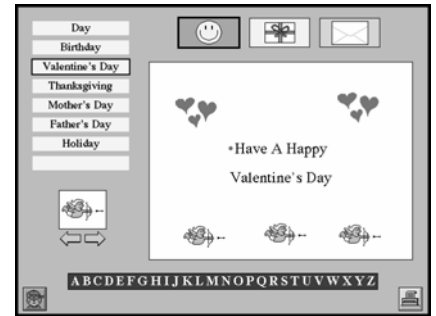 Day
Birthday
Valentine's Day
Thanksgiving
Mother's Day
Father's Day
Holiday
•Have A Happy
Valentine's Day
ABCDEFGHIJKLMNOPQRSTUVWXYZ